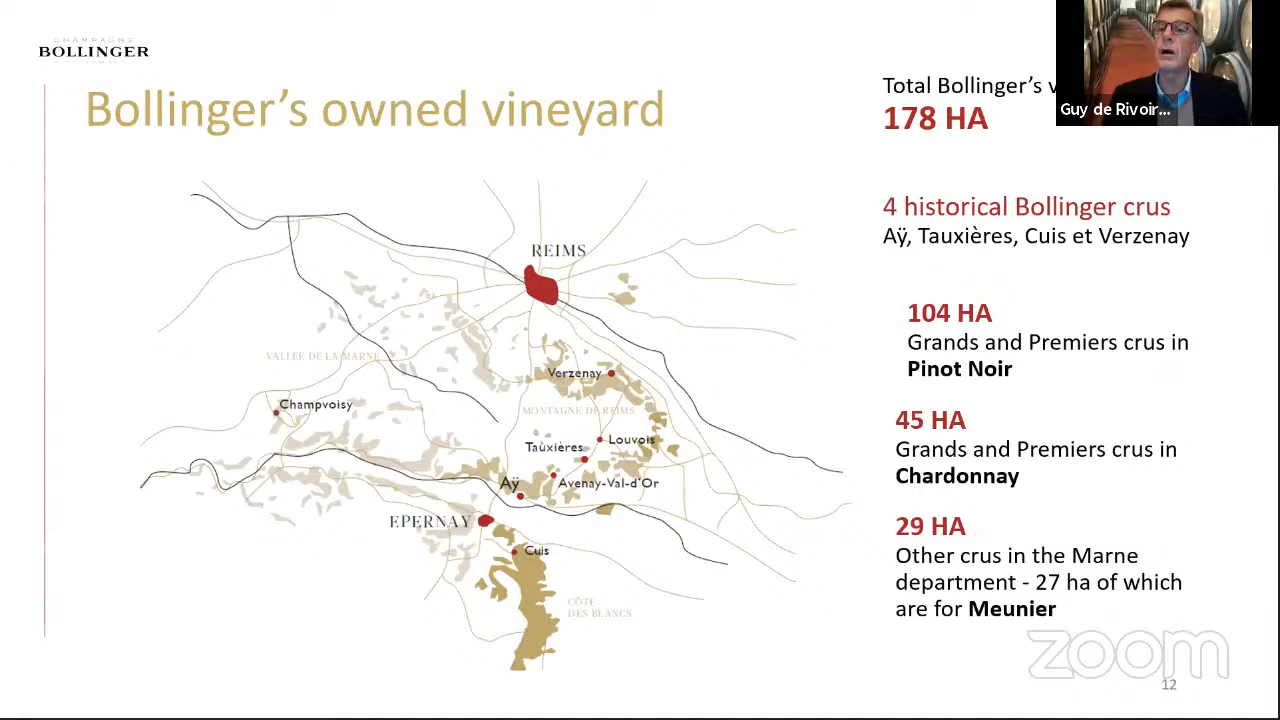 CHAMPAGNE
BOLLINGER
Bollinger’s owned vineyard
Total Bollinger’s v
178 HA
Guy de Rivoir...
4 historical Bollinger crus
Aÿ, Tauxières, Cuis et Verzenay
104 HA
Grands and Premiers crus in
Pinot Noir
45 HA
Grands and Premiers crus in
Chardonnay
29 HA
Other crus in the Marne
department - 27 ha of which
are for Meunier
REIMS
VALLÉE DE LA MARNE
Verzenay
Champvoisy
MONTAGNE DE REIMS
Louvois
Tauxières
Aÿ
Avenay-Val-d’Or
EPERNAY
Cuis
CÔTE
DES BLANCS
zoom
12